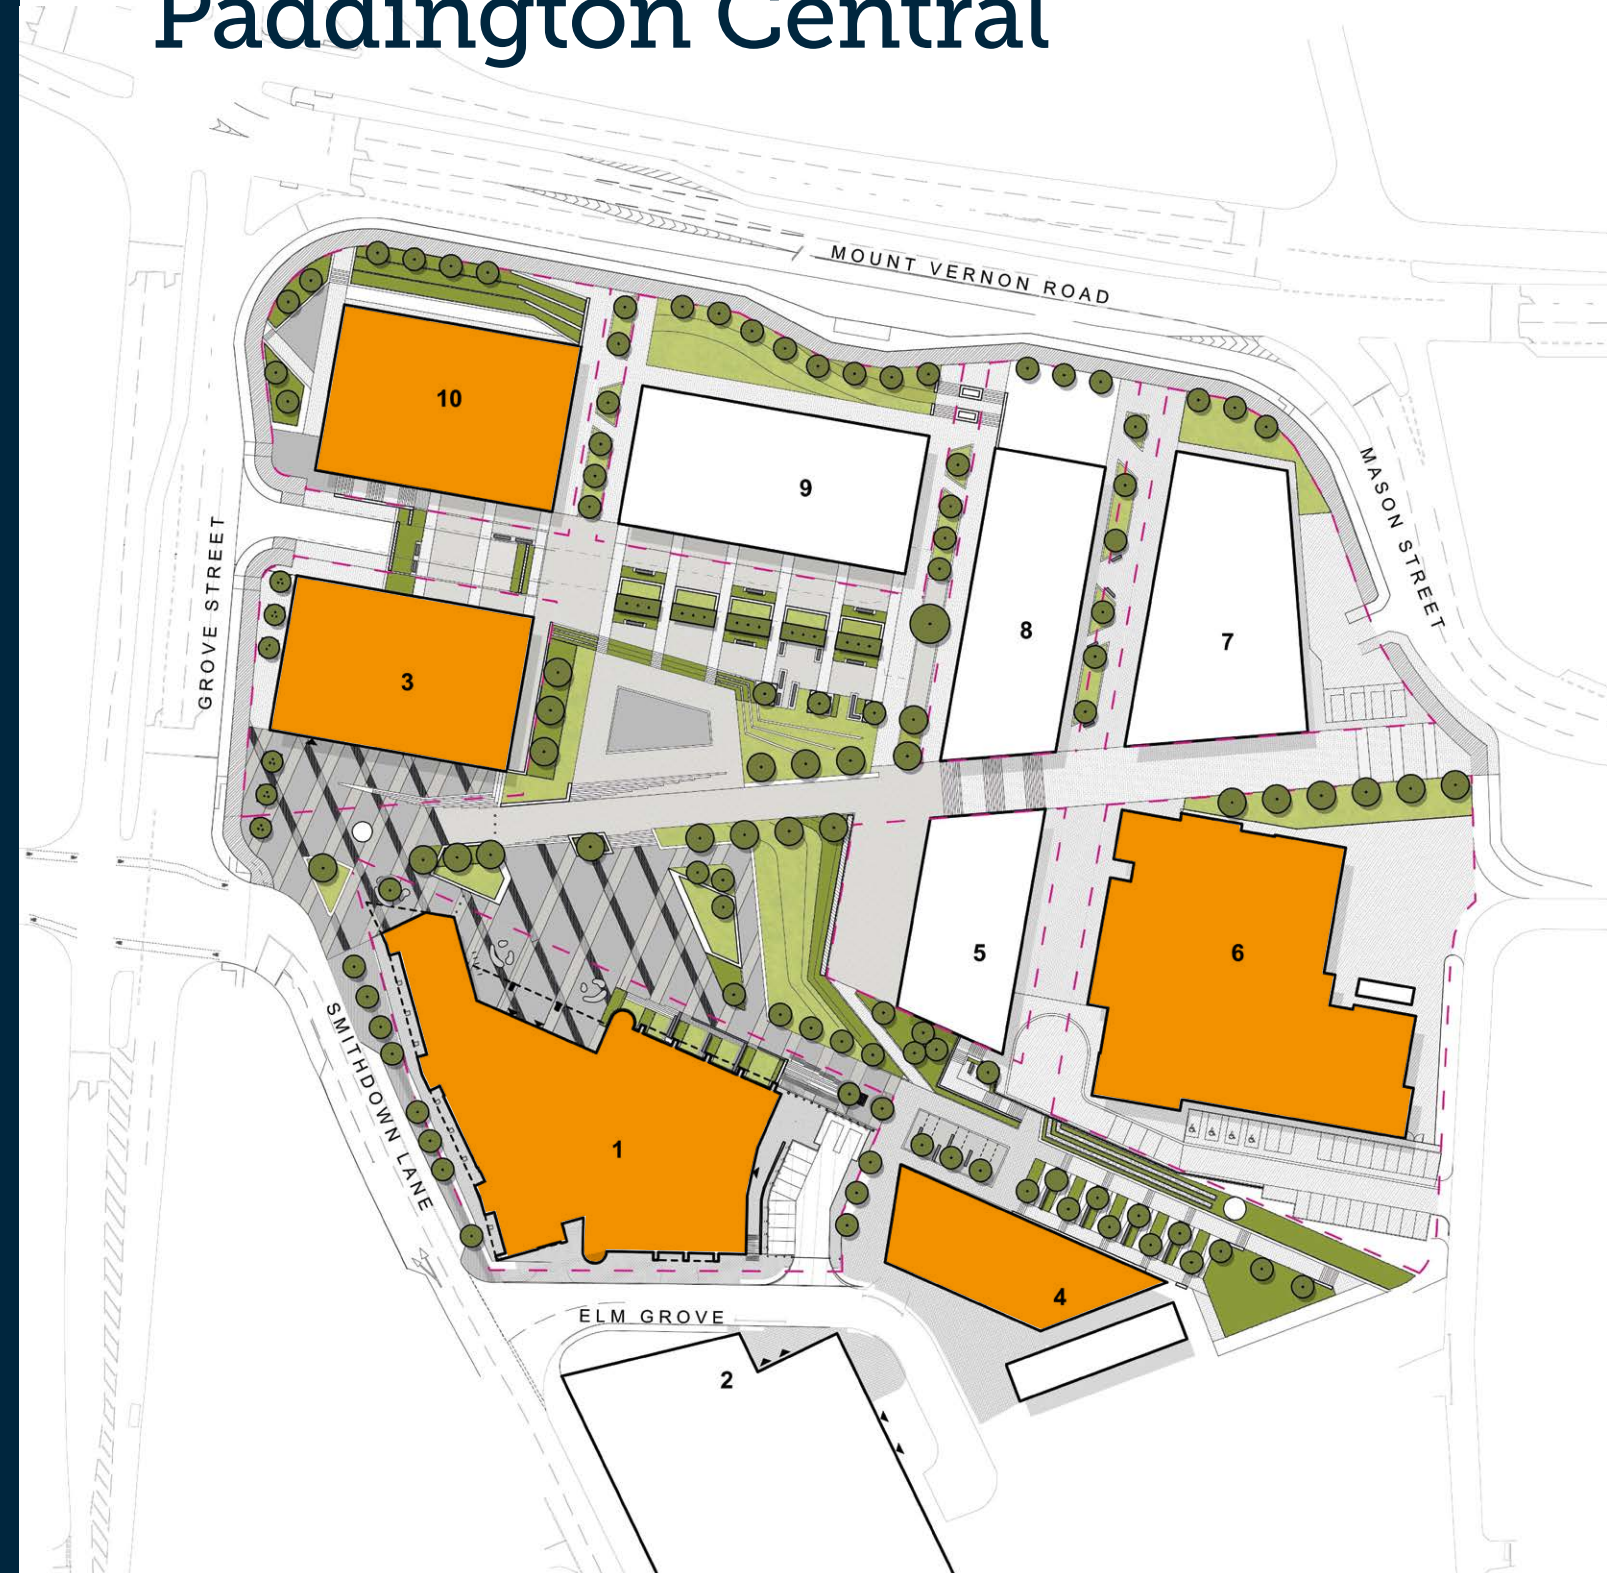 Paddington Central
MOUNT VERNON ROAD
10
9
MASON STREET
GROVE STREET
8
7
3
5
6
SMITHDOWN LANE
1
4
ELM GROVE
2